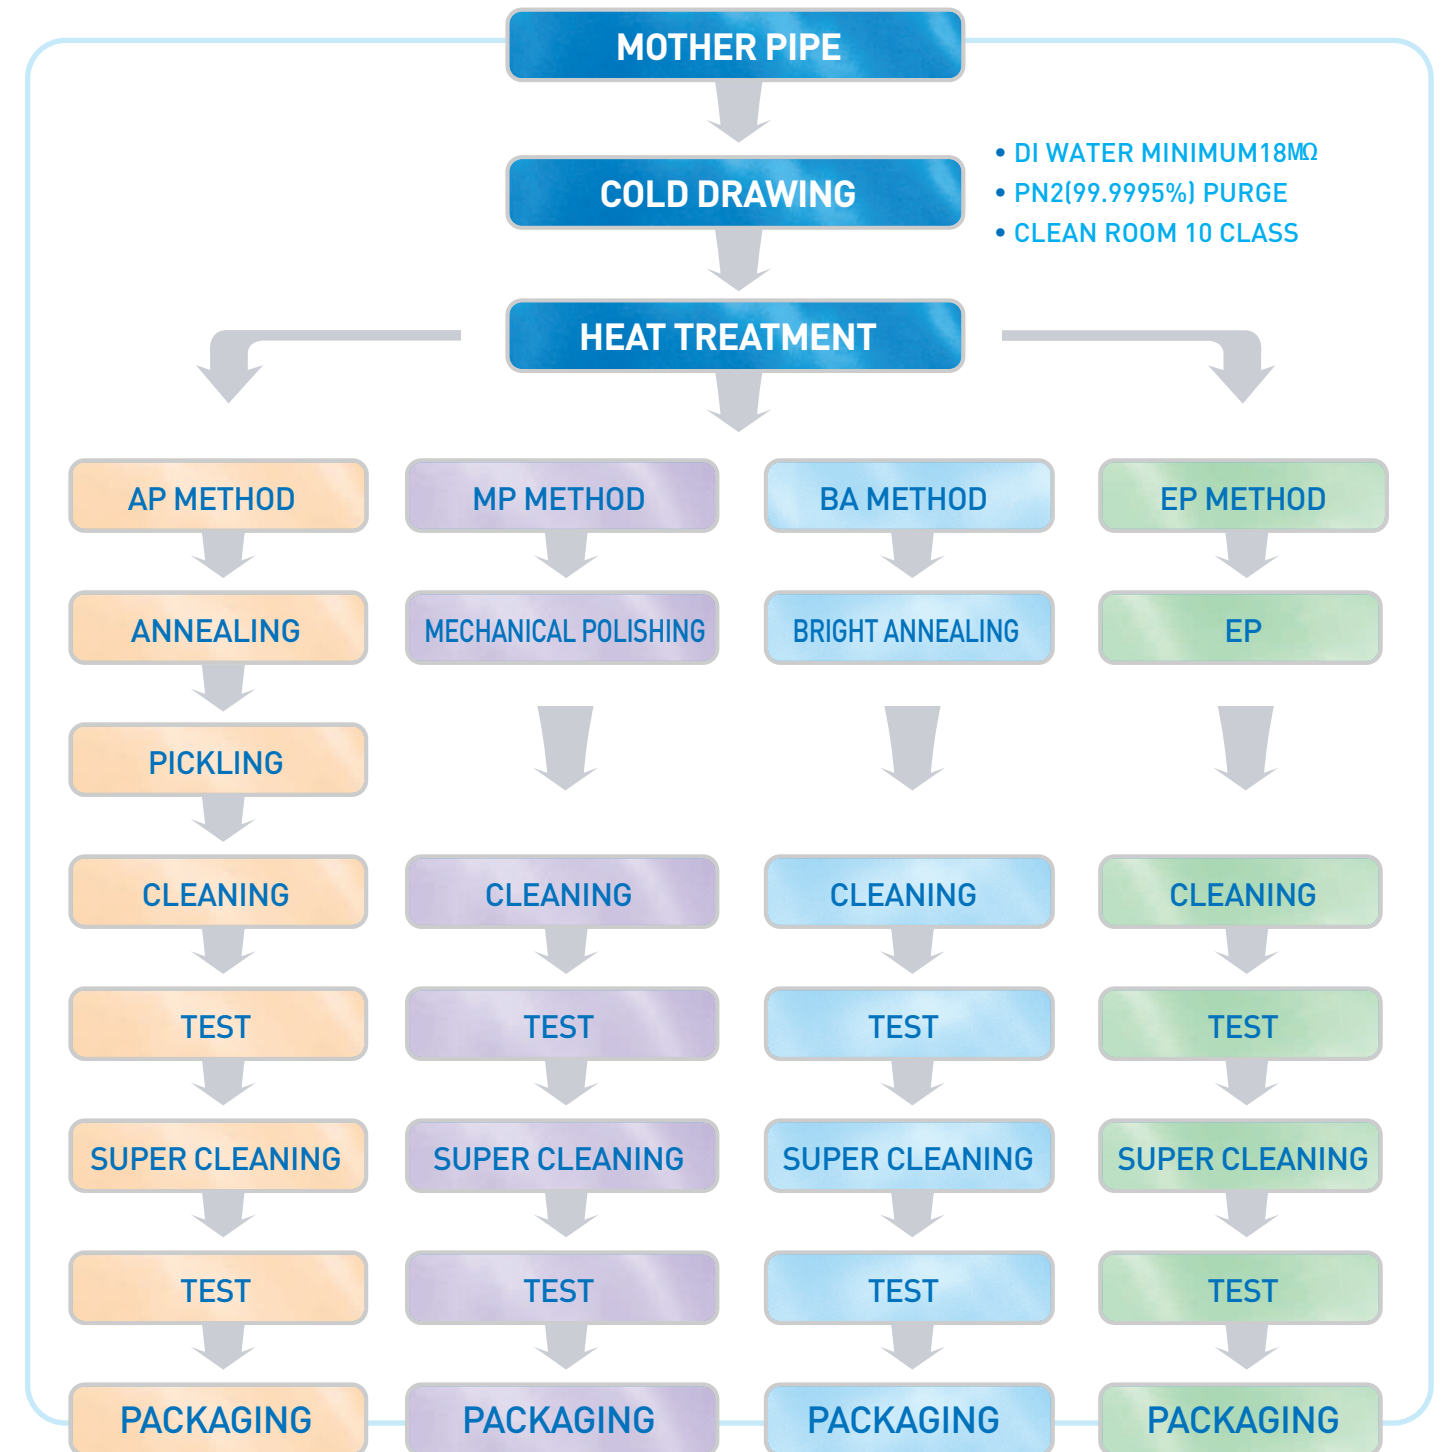 MOTHER PIPE
COLD DRAWING
• DI WATER MINIMUM18MΩ
• PN2(99.9995%) PURGE
• CLEAN ROOM 10 CLASS
HEAT TREATMENT
AP METHOD
MP METHOD
BA METHOD
EP METHOD
ANNEALING
MECHANICAL POLISHING
BRIGHT ANNEALING
EP
PICKLING
CLEANING
CLEANING
CLEANING
CLEANING
TEST
TEST
TEST
TEST
SUPER CLEANING
SUPER CLEANING
SUPER CLEANING
SUPER CLEANING
TEST
TEST
TEST
TEST
PACKAGING
PACKAGING
PACKAGING
PACKAGING